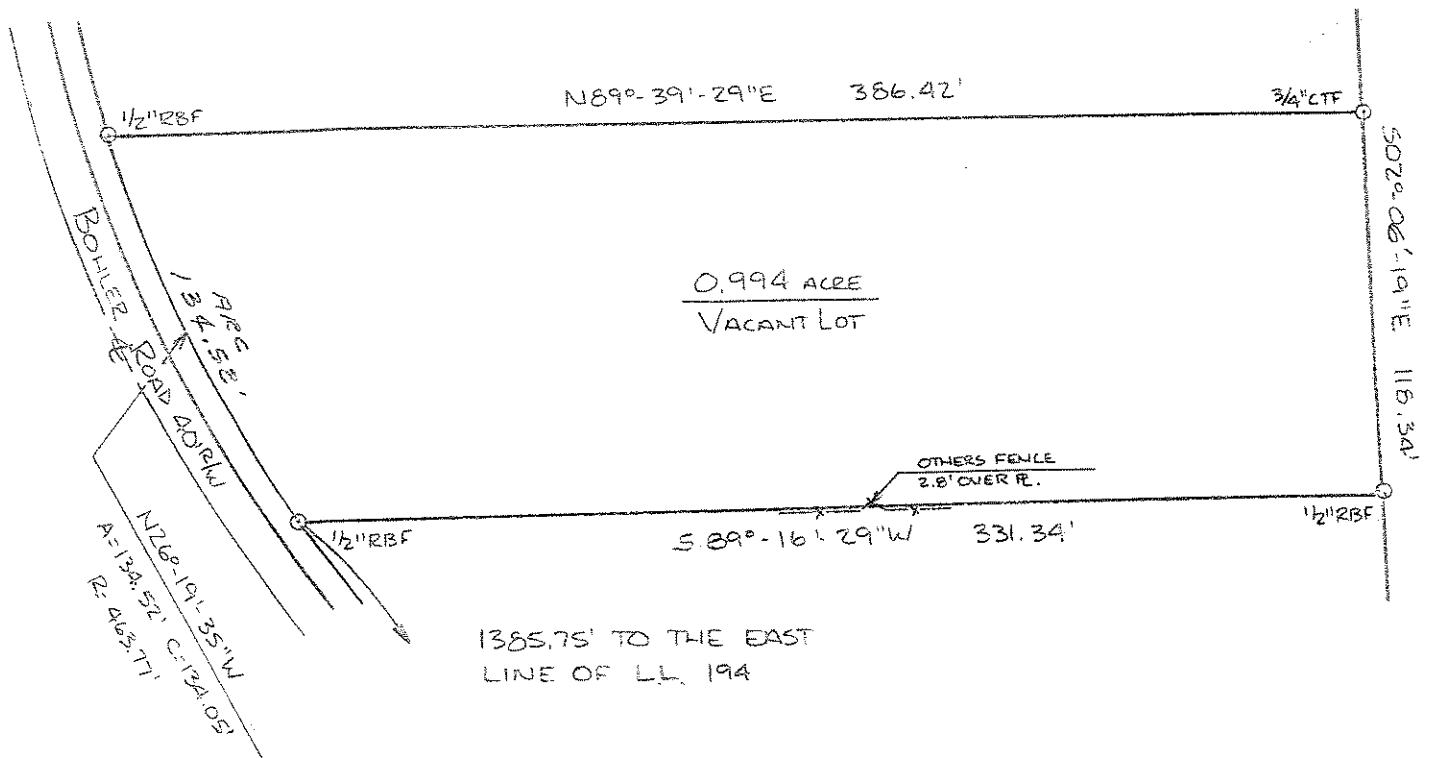 N89°-39'-29"E 386.42'
1/2"RBF
3/4"CTF
S02°-06'-19"E 118.34'
BOHLER ROAD 40'R/W
℄
ARC
134.52'
0.994 ACRE
VACANT LOT
OTHERS FENCE
2.8' OVER PL.
1/2"RBF
S 89°-16'-29"W 331.34'
1/2"RBF
N26°-19'-35"W
A=134.52' C:134.05'
R: 463.77'
1385.75' TO THE EAST
LINE OF L.L. 194